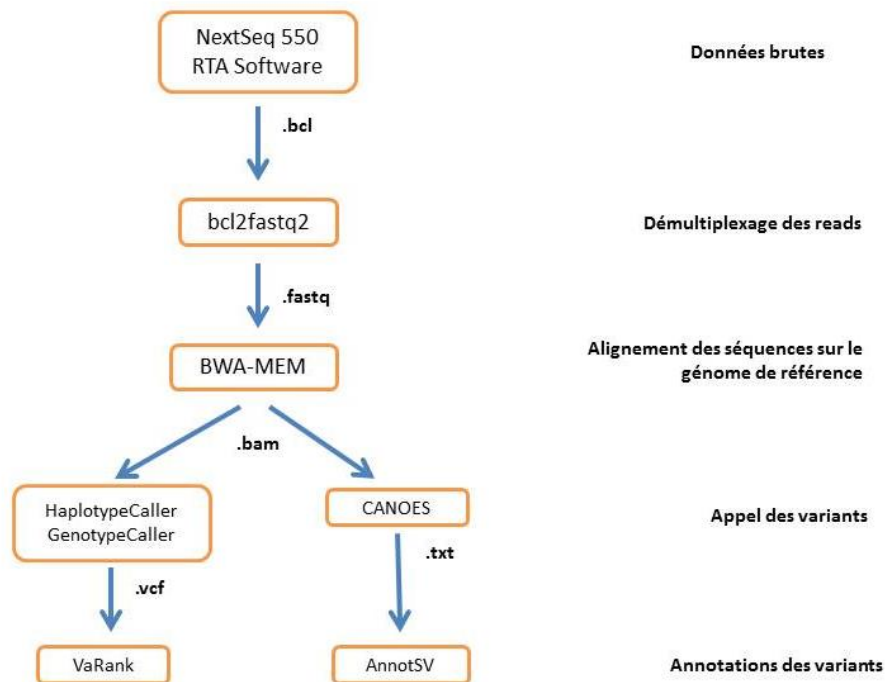 NextSeq 550
RTA Software
Données brutes
.bcl
bcl2fastq2
Démultiplexage des reads
.fastq
BWA-MEM
Alignement des séquences sur le
génome de référence
.bam
HaplotypeCaller
GenotypeCaller
CANOES
Appel des variants
.vcf
.txt
VaRank
AnnotSV
Annotations des variants